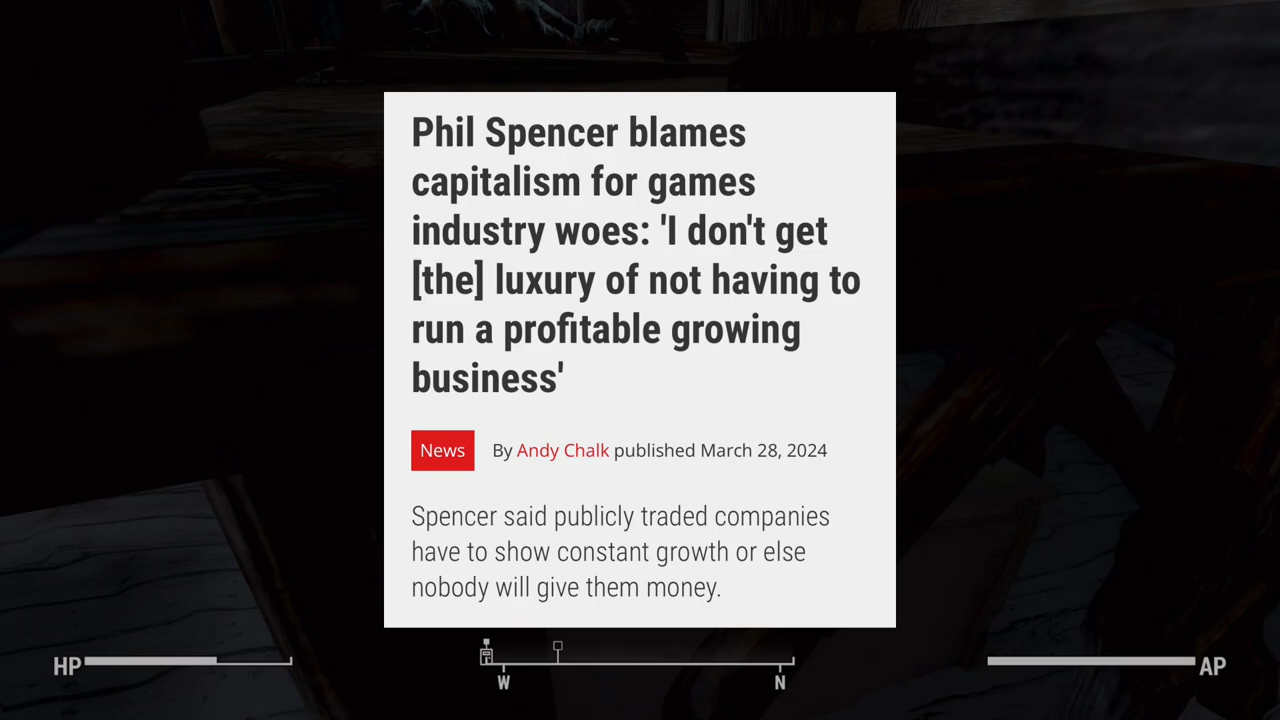 Phil Spencer blames
capitalism for games
industry woes: 'I don't get
[the] luxury of not having to
run a profitable growing
business'
News By Andy Chalk published March 28, 2024
Spencer said publicly traded companies
have to show constant growth or else
nobody will give them money.
HP W N AP